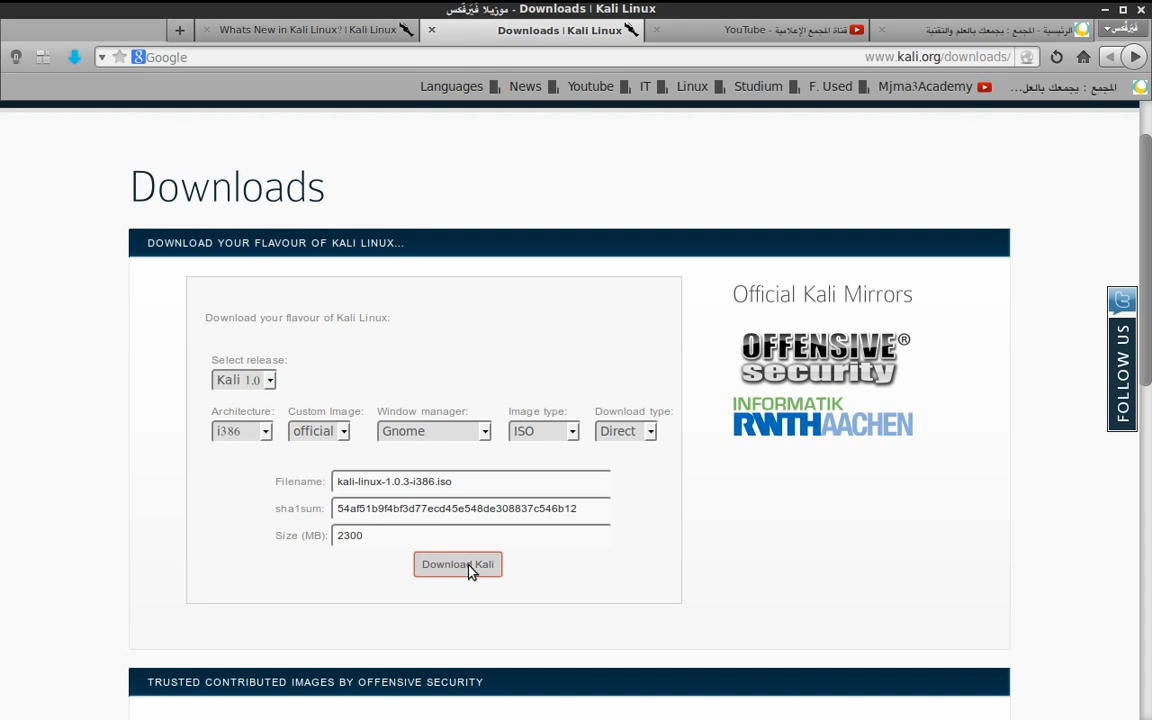 Downloads | Kali Linux - موزيلا فَيَرفُكس
Whats New in Kali Linux? | Kali Linux
Downloads | Kali Linux
قناة المجمع الإعلامية - YouTube
الرئيسية - المجمع : يجمعك بالعلم والتقنية
فَيَرفُكس
Google
www.kali.org/downloads/
Languages
News
Youtube
IT
Linux
Studium
F. Used
Mjma3Academy
المجمع : يجمعك بالعل...
Downloads
DOWNLOAD YOUR FLAVOUR OF KALI LINUX...
Download your flavour of Kali Linux:
Select release:
Kali 1.0
Architecture: Custom Image: Window manager: Image type: Download type:
i386 official Gnome ISO Direct
Filename: kali-linux-1.0.3-i386.iso
sha1sum: 54af51b9f4bf3d77ecd45e548de308837c546b12
Size (MB): 2300
Download Kali
Official Kali Mirrors
OFFENSIVE®
security
INFORMATIK
RWTHAACHEN
FOLLOW US
TRUSTED CONTRIBUTED IMAGES BY OFFENSIVE SECURITY